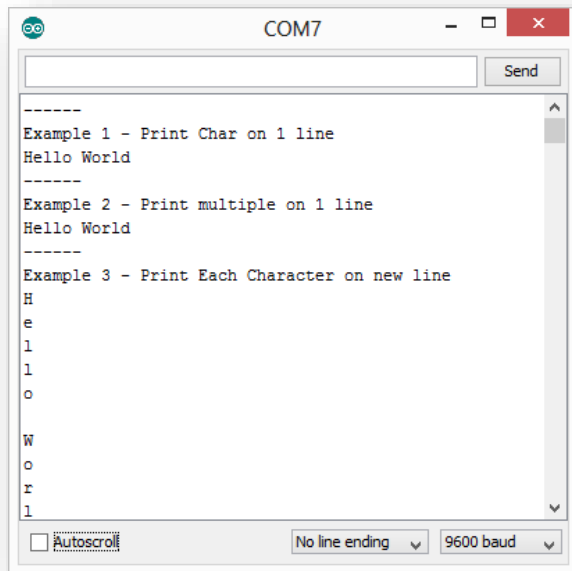 COM7
Send
------
Example 1 - Print Char on 1 line
Hello World
------
Example 2 - Print multiple on 1 line
Hello World
------
Example 3 - Print Each Character on new line
H
e
l
l
o

W
o
r
l
Autoscroll
No line ending
9600 baud